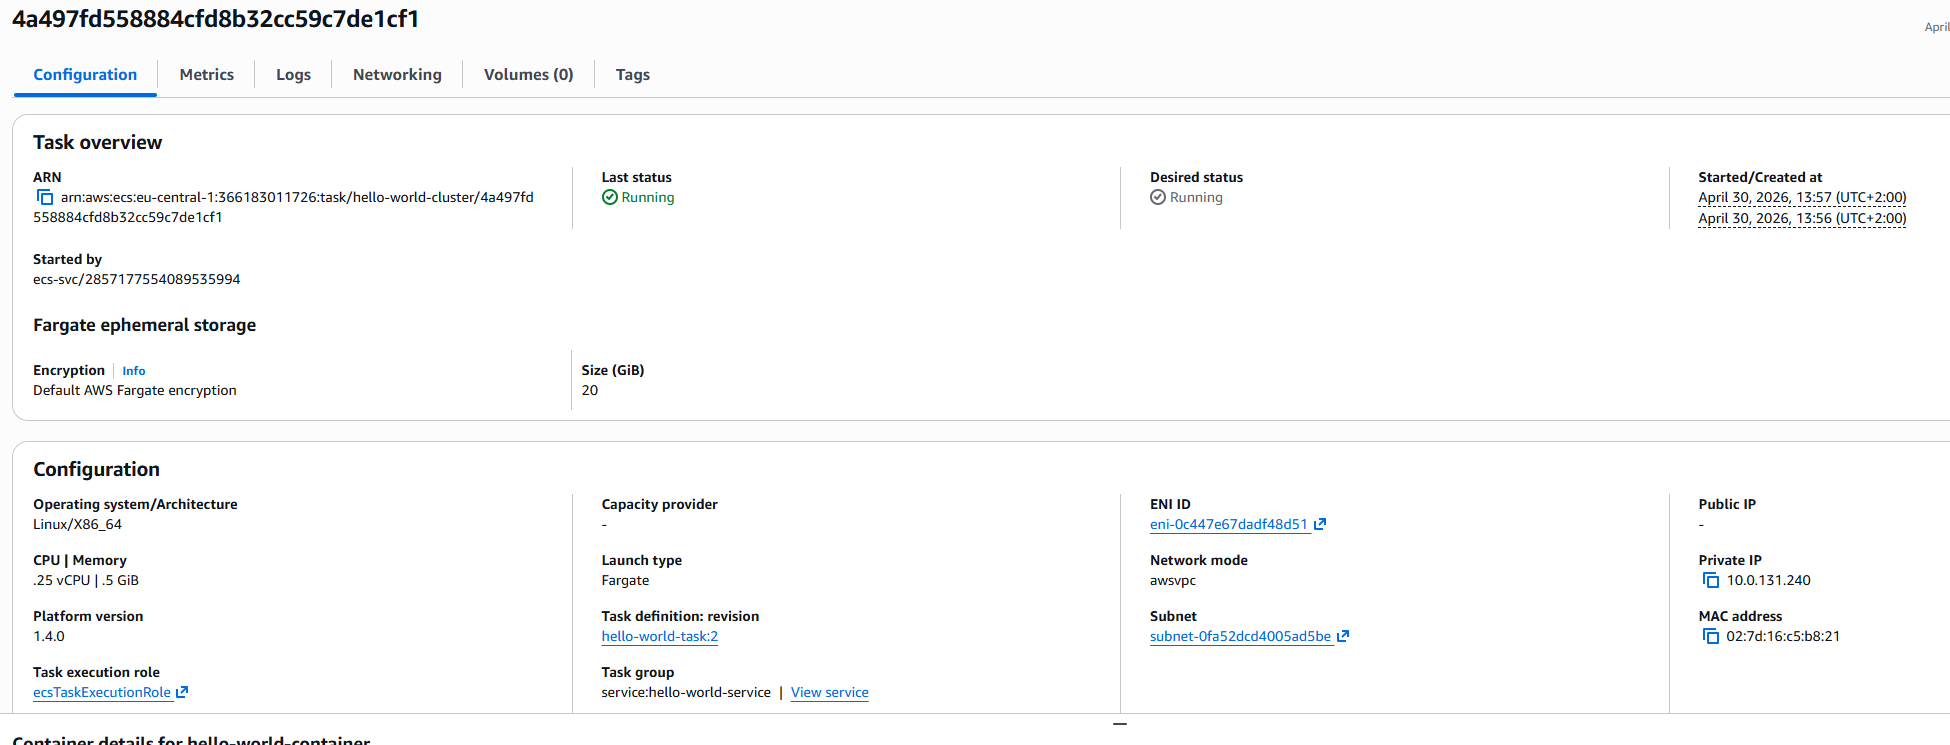 4a497fd558884cfd8b32cc59c7de1cf1
April
Configuration
Metrics
Logs
Networking
Volumes (0)
Tags
Task overview
ARN
arn:aws:ecs:eu-central-1:366183011726:task/hello-world-cluster/4a497fd
558884cfd8b32cc59c7de1cf1
Last status
Running
Desired status
Running
Started/Created at
April 30, 2026, 13:57 (UTC+2:00)
April 30, 2026, 13:56 (UTC+2:00)
Started by
ecs-svc/2857177554089535994
Fargate ephemeral storage
Encryption
Info
Default AWS Fargate encryption
Size (GiB)
20
Configuration
Operating system/Architecture
Linux/X86_64
CPU | Memory
.25 vCPU | .5 GiB
Platform version
1.4.0
Task execution role
ecsTaskExecutionRole
Capacity provider
-
Launch type
Fargate
Task definition: revision
hello-world-task:2
Task group
service:hello-world-service | View service
ENI ID
eni-0c447e67dadf48d51
Network mode
awsvpc
Subnet
subnet-0fa52dcd4005ad5be
Public IP
-
Private IP
10.0.131.240
MAC address
02:7d:16:c5:b8:21
Container details for hello-world-container